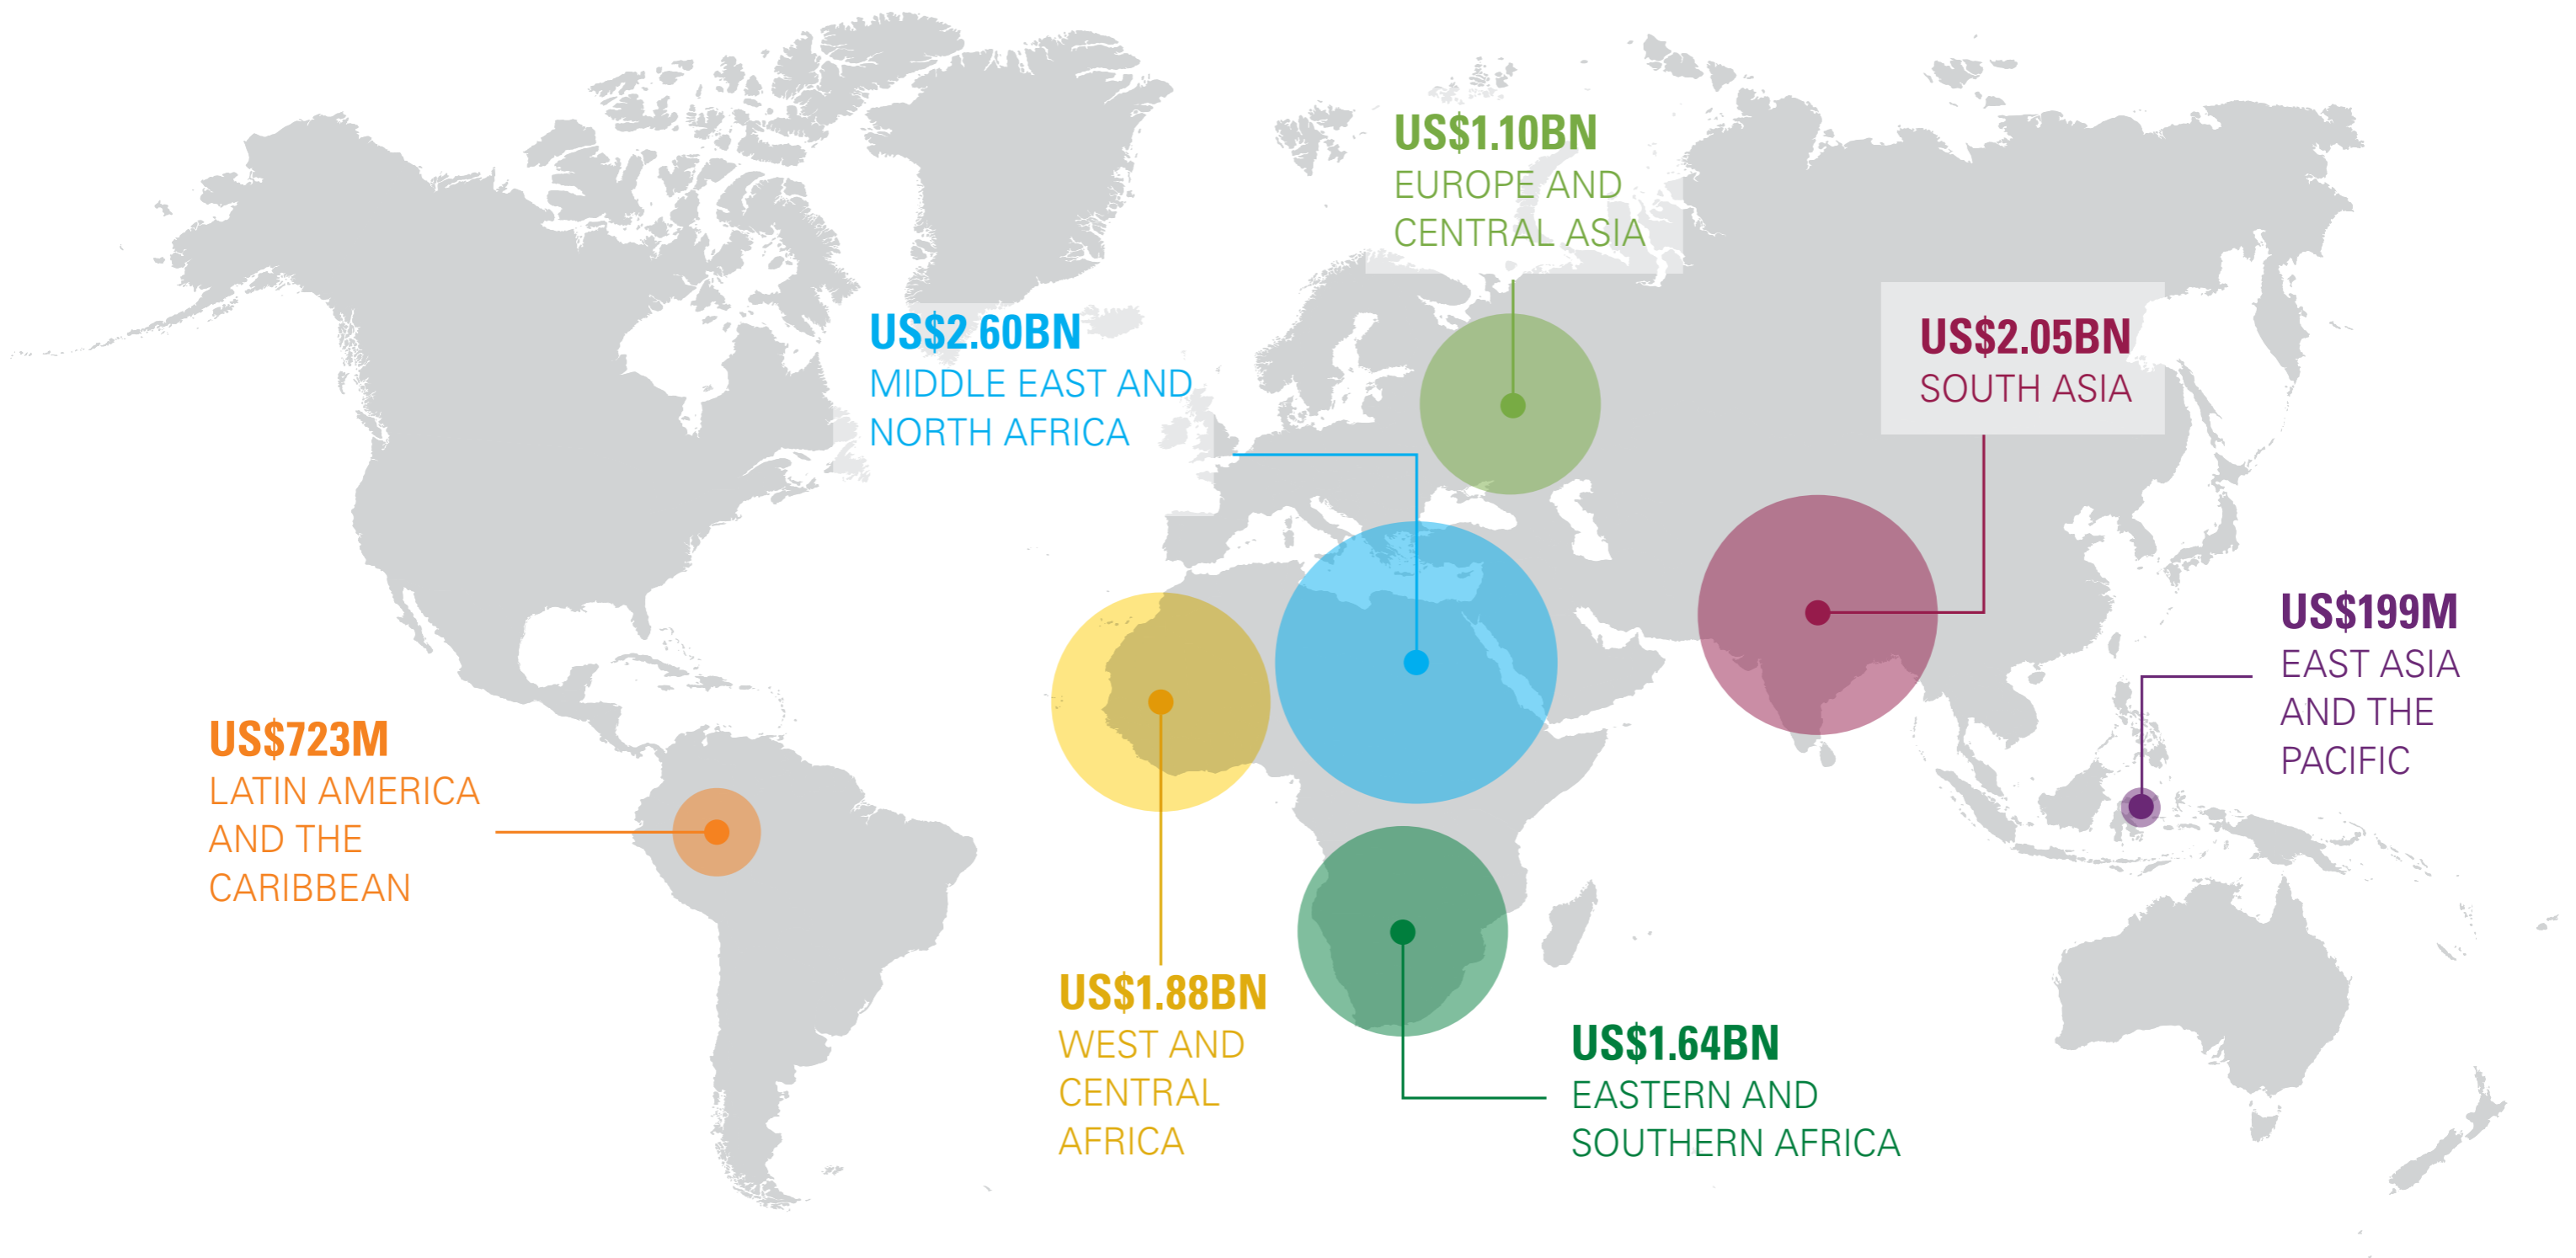 US$1.10BN
EUROPE AND
CENTRAL ASIA
US$2.60BN
MIDDLE EAST AND
NORTH AFRICA
US$2.05BN
SOUTH ASIA
US$199M
EAST ASIA
AND THE
PACIFIC
US$723M
LATIN AMERICA
AND THE
CARIBBEAN
US$1.88BN
WEST AND
CENTRAL
AFRICA
US$1.64BN
EASTERN AND
SOUTHERN AFRICA